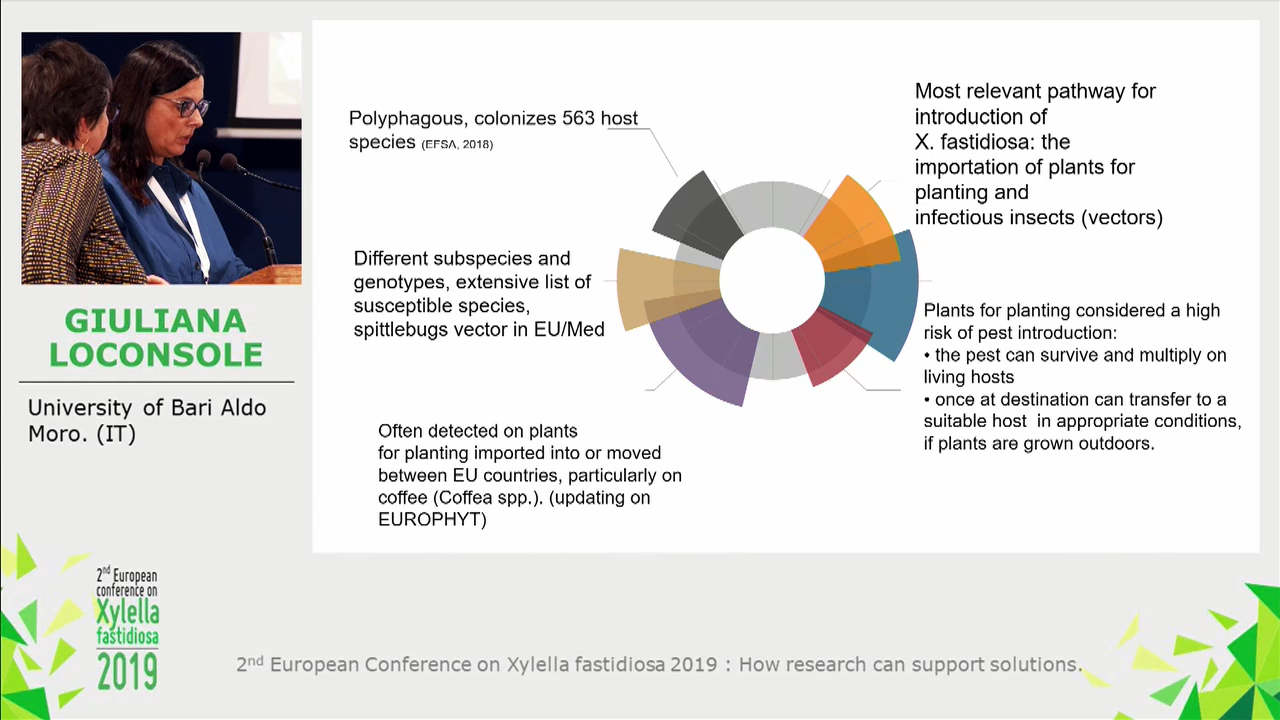 GIULIANA
LOCONSOLE
University of Bari Aldo
Moro. (IT)
Polyphagous, colonizes 563 host
species (EFSA, 2018)
Different subspecies and
genotypes, extensive list of
susceptible species,
spittlebugs vector in EU/Med
Often detected on plants
for planting imported into or moved
between EU countries, particularly on
coffee (Coffea spp.). (updating on
EUROPHYT)
Most relevant pathway for
introduction of
X. fastidiosa: the
importation of plants for
planting and
infectious insects (vectors)
Plants for planting considered a high
risk of pest introduction:
• the pest can survive and multiply on
living hosts
• once at destination can transfer to a
suitable host in appropriate conditions,
if plants are grown outdoors.
2nd European
conference on
Xylella
fastidiosa
2019
2nd European Conference on Xylella fastidiosa 2019 : How research can support solutions.